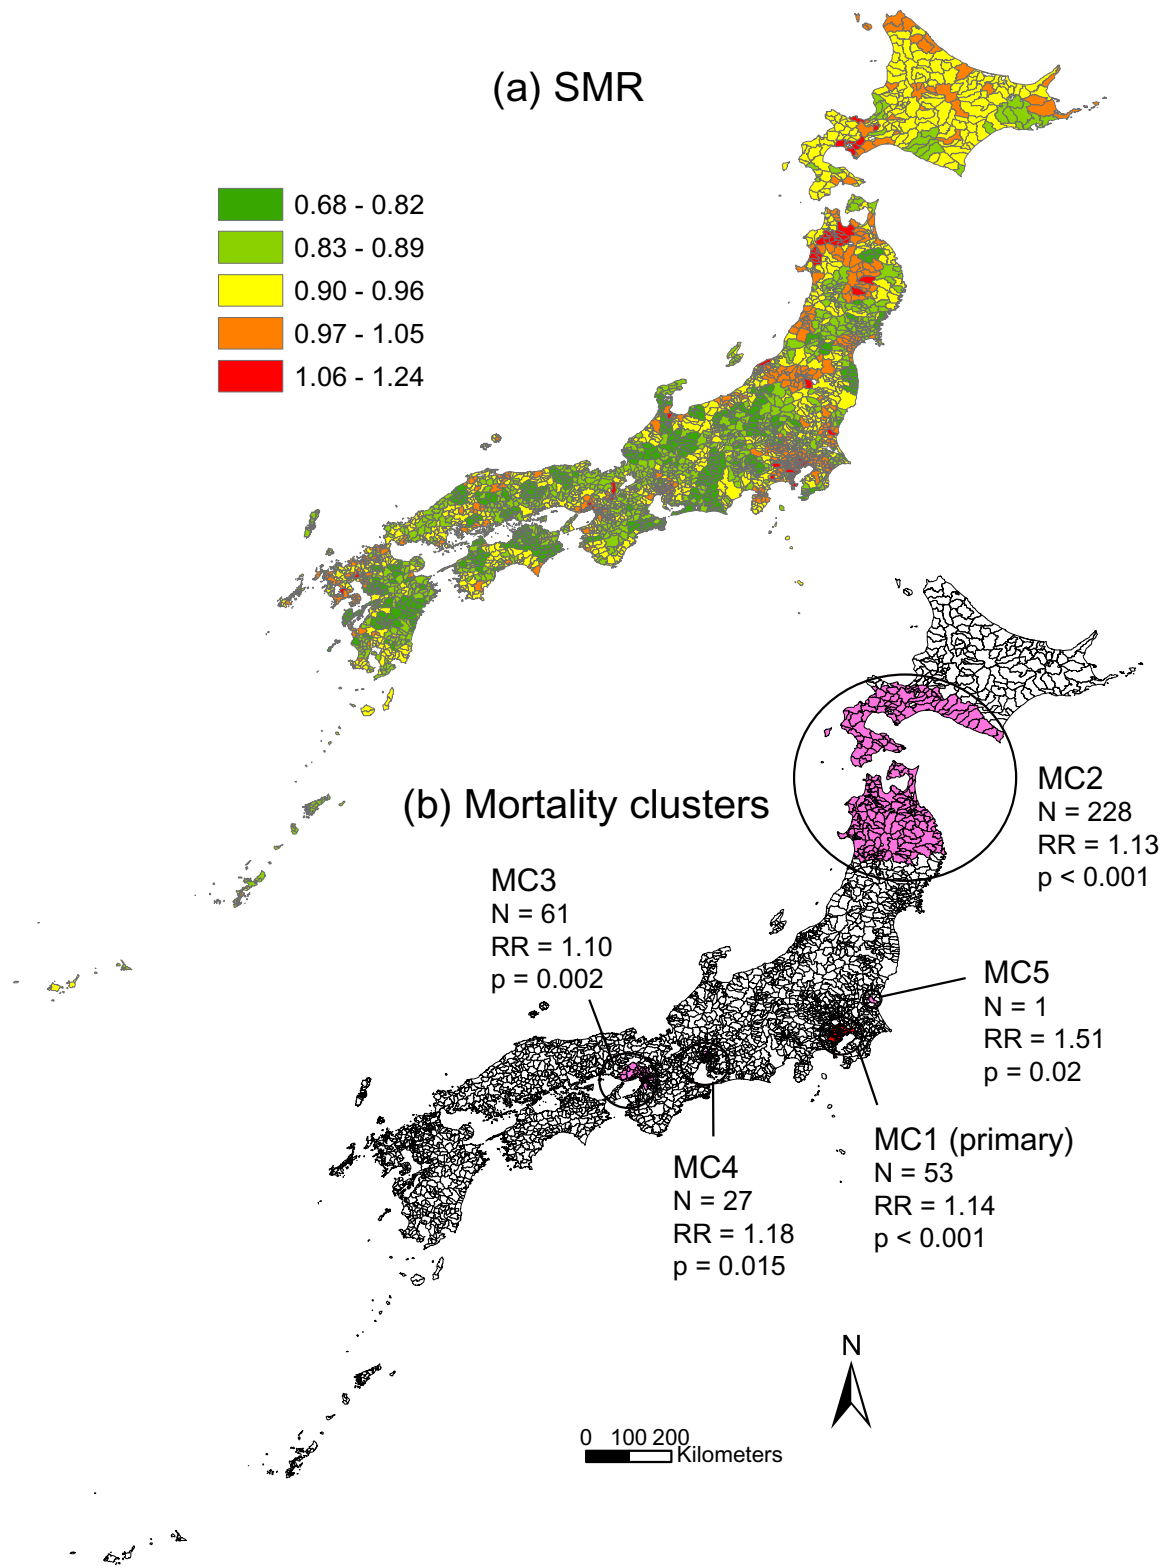 (a) SMR
0.68 - 0.82
0.83 - 0.89
0.90 - 0.96
0.97 - 1.05
1.06 - 1.24
(b) Mortality clusters
MC2
N = 228
RR = 1.13
p < 0.001
MC3
N = 61
RR = 1.10
p = 0.002
MC5
N = 1
RR = 1.51
p = 0.02
MC1 (primary)
N = 53
RR = 1.14
p < 0.001
MC4
N = 27
RR = 1.18
p = 0.015
N
0 100 200
Kilometers